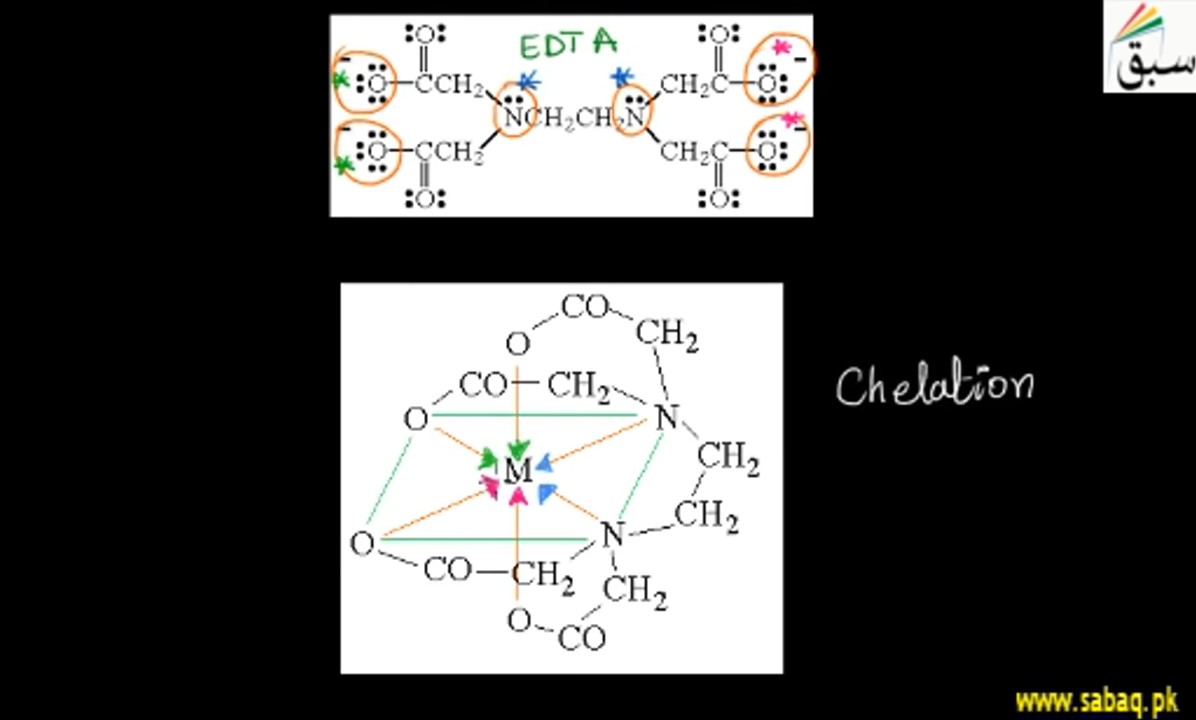 سبق
EDTA
O O
O—CCH₂ CH₂C—O
NCH₂CH₂N
O—CCH₂ CH₂C—O
O O
CO
O CH₂
CO—CH₂
O N
M CH₂
CH₂
O N
CO—CH₂ CH₂
O CO
Chelation
www.sabaq.pk